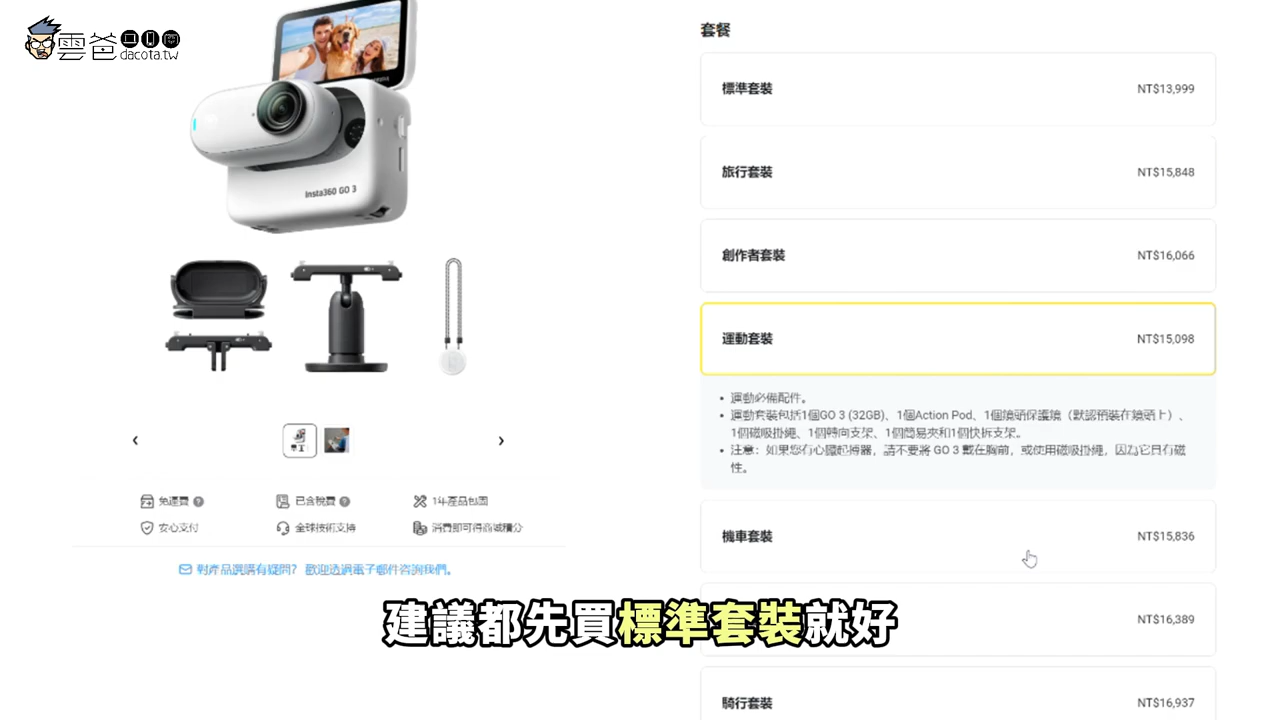 雲爸
dacota.tw
Insta360 GO 3
免運費
已含稅費
1年產品包固
安心支付
全球技術支持
消費即可得商城積分
對產品選購有疑問? 歡迎透過電子郵件咨詢我們。
套餐
標準套裝 NT$13,999
旅行套裝 NT$15,848
創作者套裝 NT$16,066
運動套裝 NT$15,098
運動必備配件。
運動套裝包括1個GO 3 (32GB)、1個Action Pod、1個鏡頭保護鏡（默認預裝在鏡頭上）、
1個磁吸掛繩、1個轉向支架、1個簡易夾和1個快拆支架。
注意：如果您有心臟起搏器，請不要將 GO 3 戴在胸前，或使用磁吸掛繩，因為它具有磁
性。
機車套裝 NT$15,836
NT$16,389
騎行套裝 NT$16,937
建議都先買標準套裝就好